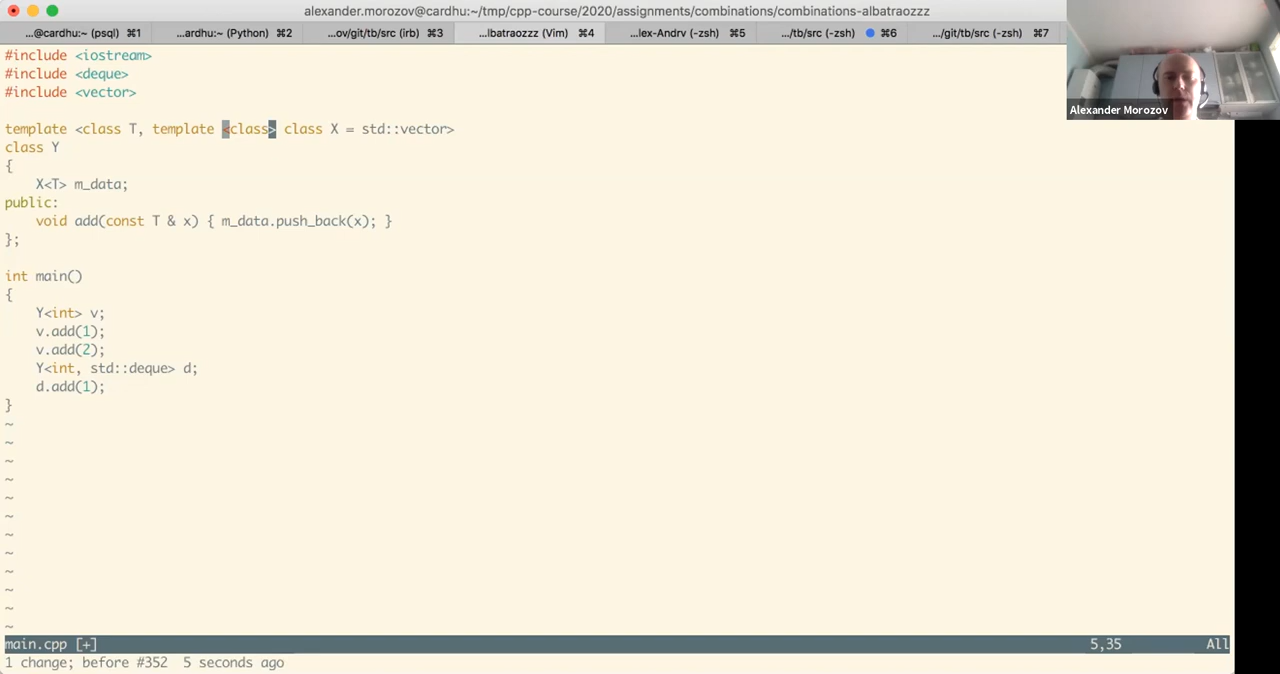 alexander.morozov@cardhu:~/tmp/cpp-course/2020/assignments/combinations/combinations-albatraozzz
...@cardhu:~ (psql) ⌘1 ...ardhu:~ (Python) ⌘2 ...ov/git/tb/src (irb) ⌘3 ...lbatraozzz (Vim) ⌘4 ...lex-Andrv (-zsh) ⌘5 .../tb/src (-zsh) ⌘6 .../git/tb/src (-zsh) ⌘7
Alexander Morozov
#include <iostream>
#include <deque>
#include <vector>
template <class T, template <class> class X = std::vector>
class Y
{
X<T> m_data;
public:
void add(const T & x) { m_data.push_back(x); }
};
int main()
{
Y<int> v;
v.add(1);
v.add(2);
Y<int, std::deque> d;
d.add(1);
}
~
~
~
~
~
~
~
~
~
~
~
~
main.cpp [+] 5,35 All
1 change; before #352 5 seconds ago